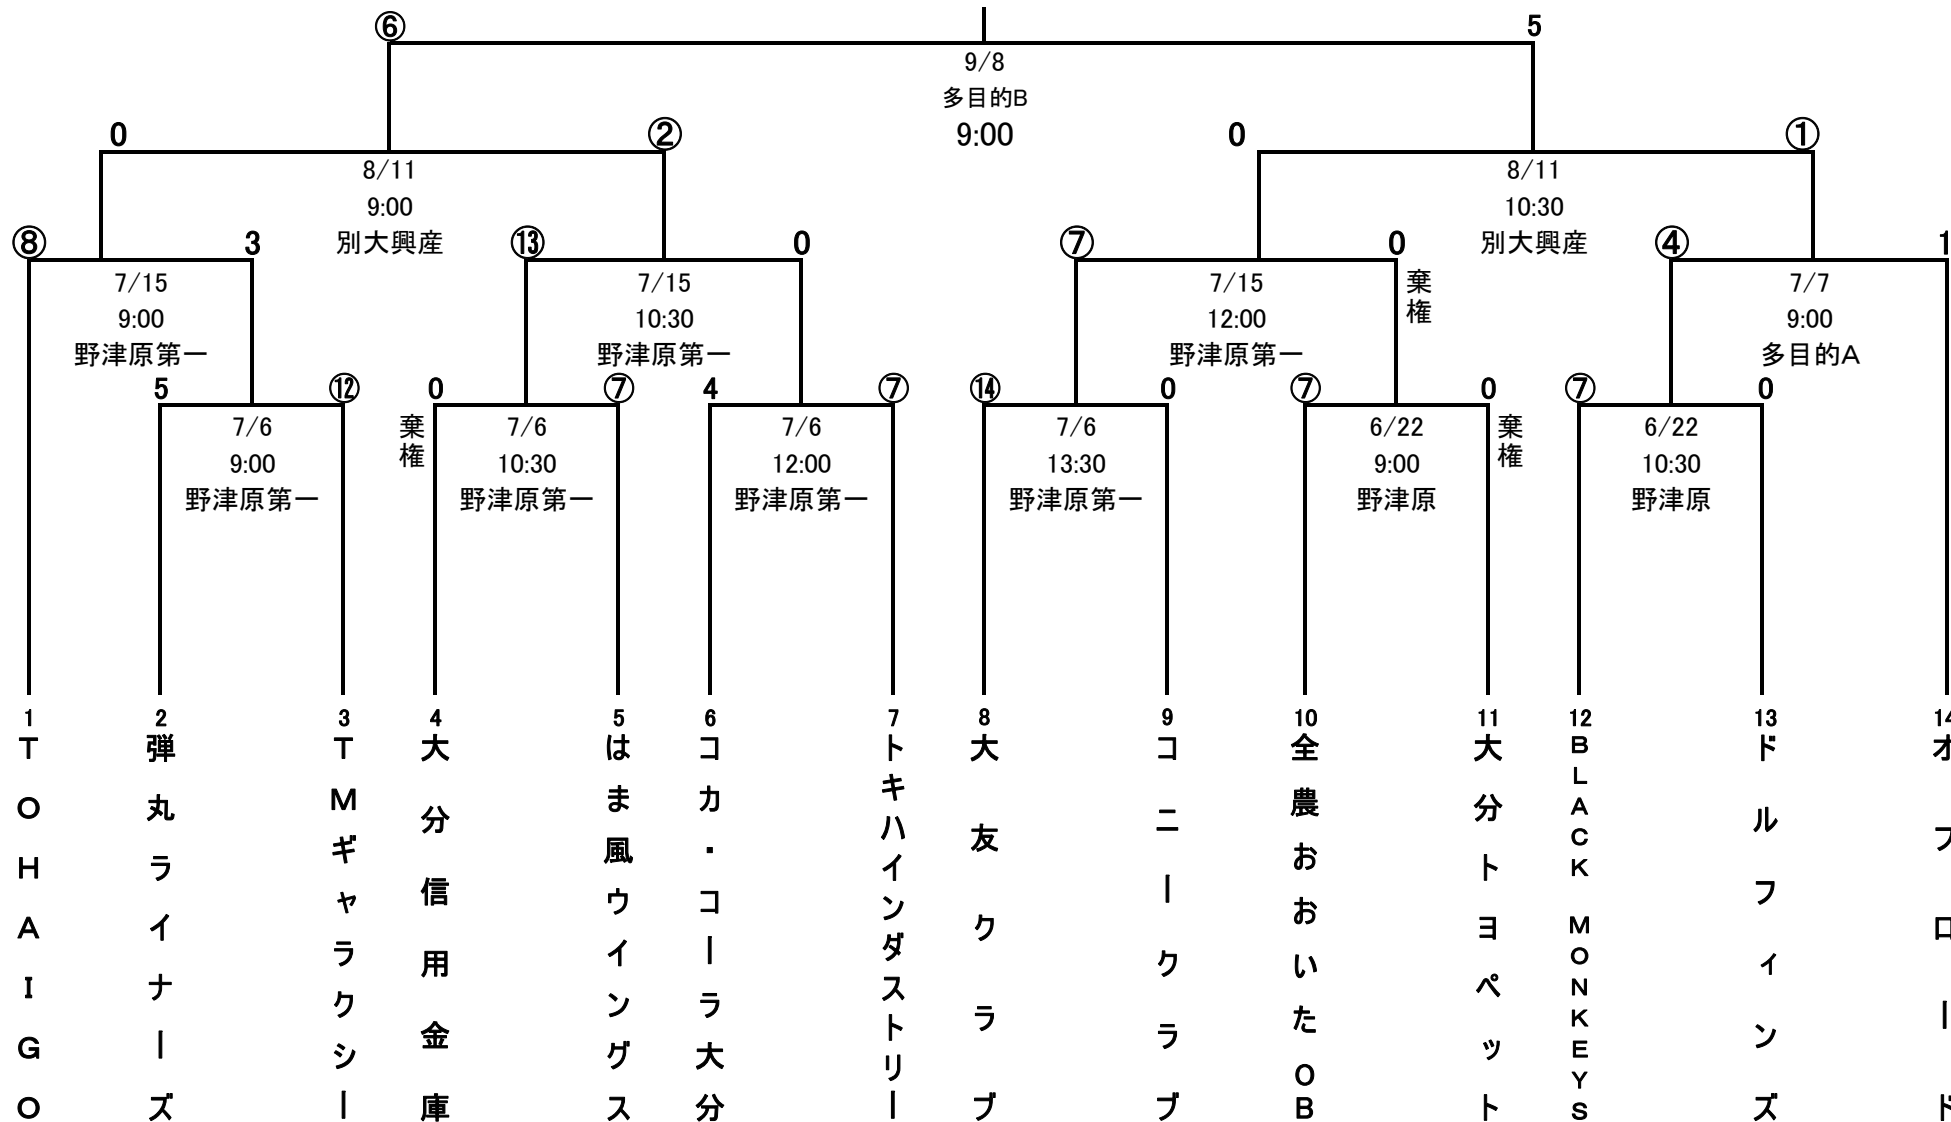 ⑥ 5
9/8
多目的B
9:00
0 ② 0 ①
8/11 8/11
9:00 10:30
別大興産 別大興産
⑧ 3 ⑬ 0 ⑦ 0 ④ 1
棄権
7/15 7/15 7/15 7/7
9:00 10:30 12:00 9:00
野津原第一 野津原第一 野津原第一 多目的A
5 ⑫ 0 ⑦ 4 ⑦ ⑭ 0 ⑦ 0 ⑦ 0
棄権 棄権
7/6 7/6 7/6 7/6 6/22 6/22
9:00 10:30 12:00 13:30 9:00 10:30
野津原第一 野津原第一 野津原第一 野津原第一 野津原 野津原
1 TOHAIGO
2 弾丸ライナーズ
3 TMギャラクシー
4 大分信用金庫
5 はま風ウイングス
6 コカ・コーラ大分
7 トキハインダストリー
8 大友クラブ
9 コニークラブ
10 全農おおいたOB
11 大分トヨペット
12 BLACK MONKEYS
13 ドルフィンズ
14 オフロード